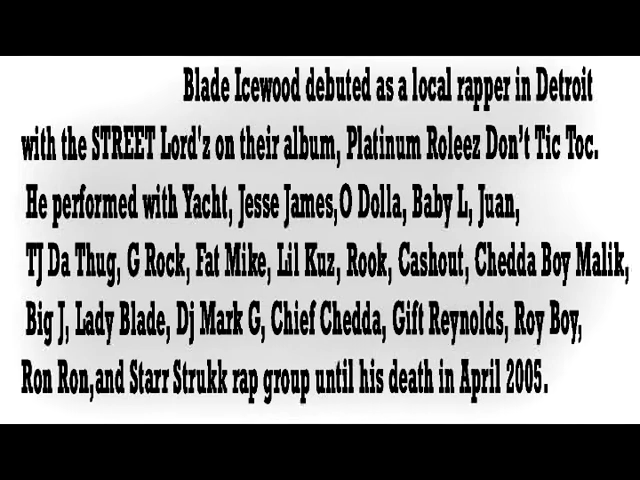 Blade Icewood debuted as a local rapper in Detroit
with the STREET Lord'z on their album, Platinum Roleez Don't Tic Toc.
He performed with Yacht, Jesse James,O Dolla, Baby L, Juan,
TJ Da Thug, G Rock, Fat Mike, Lil Kuz, Rook, Cashout, Chedda Boy Malik,
Big J, Lady Blade, Dj Mark G, Chief Chedda, Gift Reynolds, Roy Boy,
Ron Ron,and Starr Strukk rap group until his death in April 2005.